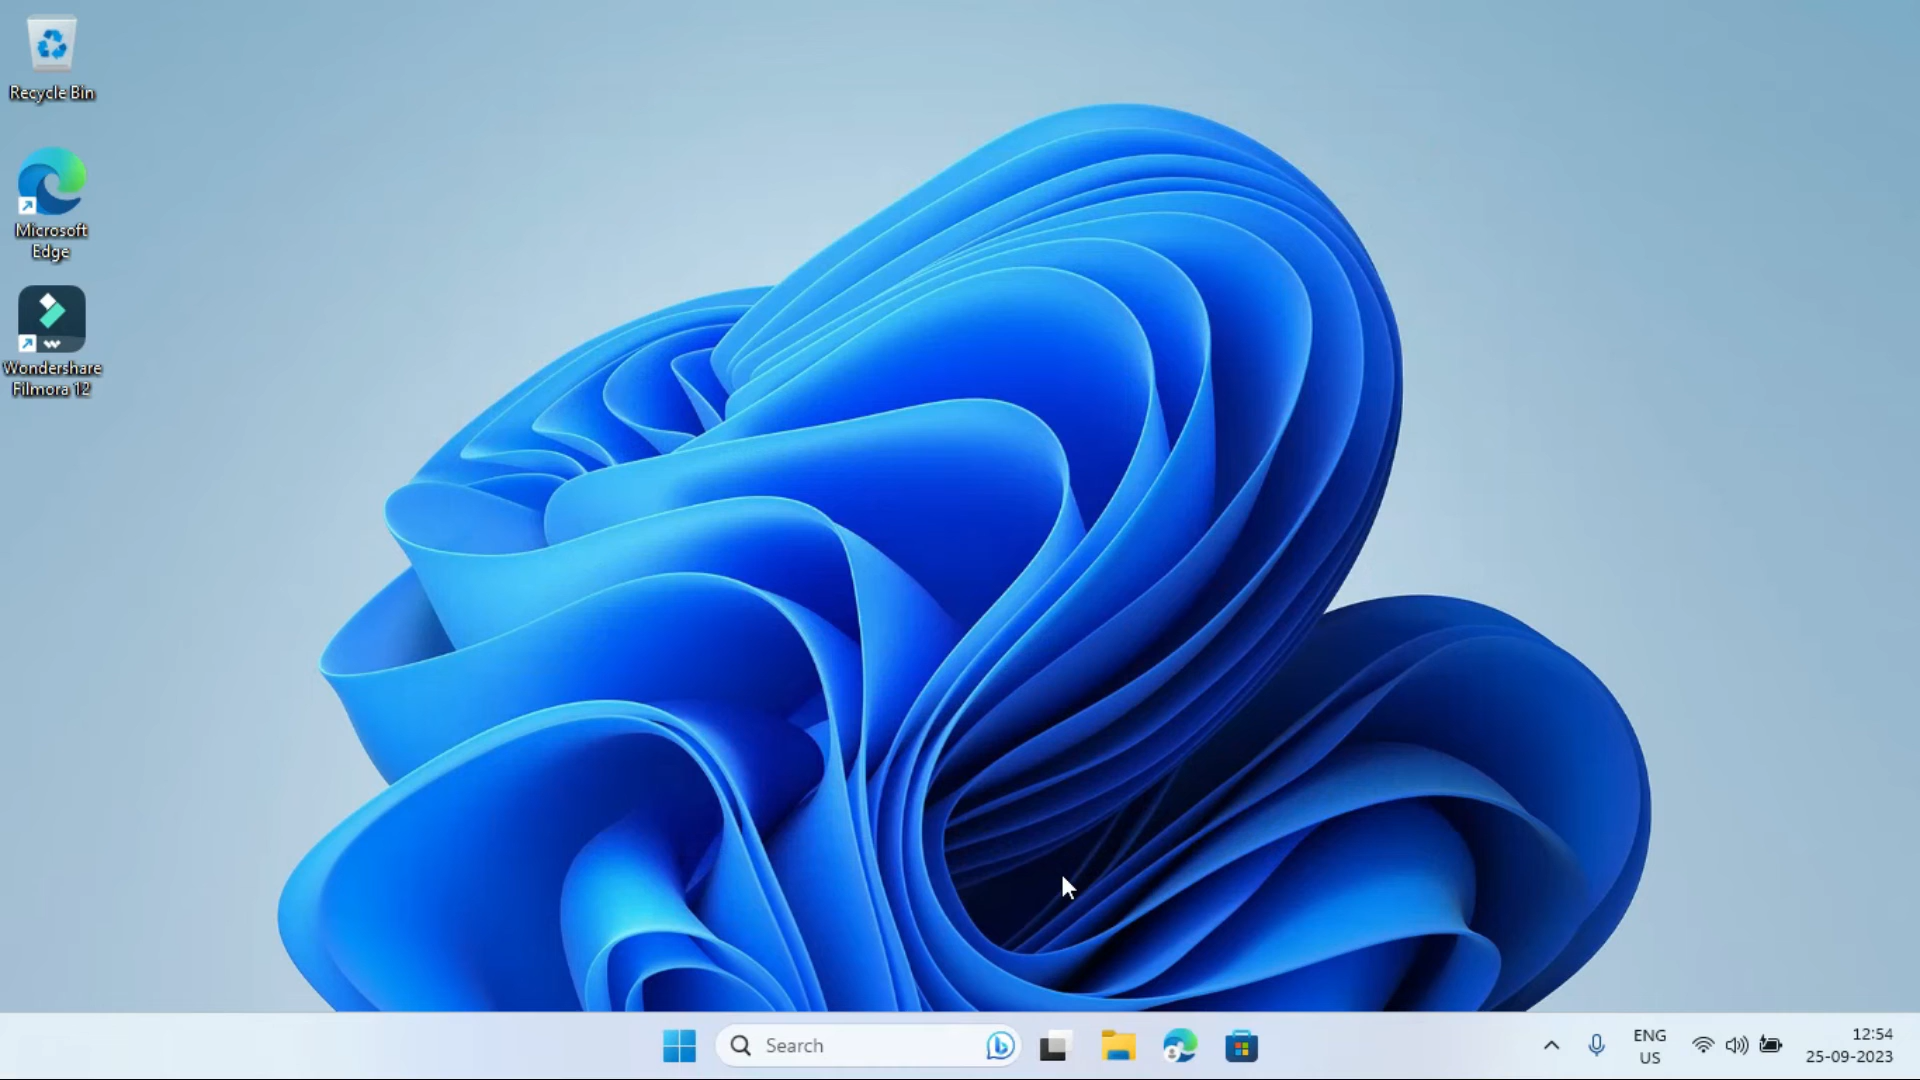 Recycle Bin
Microsoft
Edge
Wondershare
Filmora 12
Search
ENG
US
12:54
25-09-2023